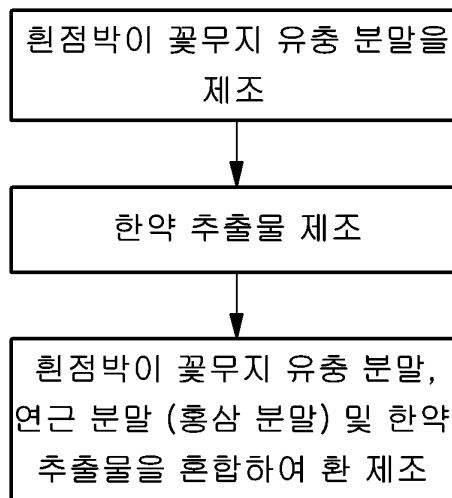 흰점박이 꽃무지 유충 분말을
제조
한약 추출물 제조
흰점박이 꽃무지 유충 분말,
연근 분말 (홍삼 분말) 및 한약
추출물을 혼합하여 환 제조